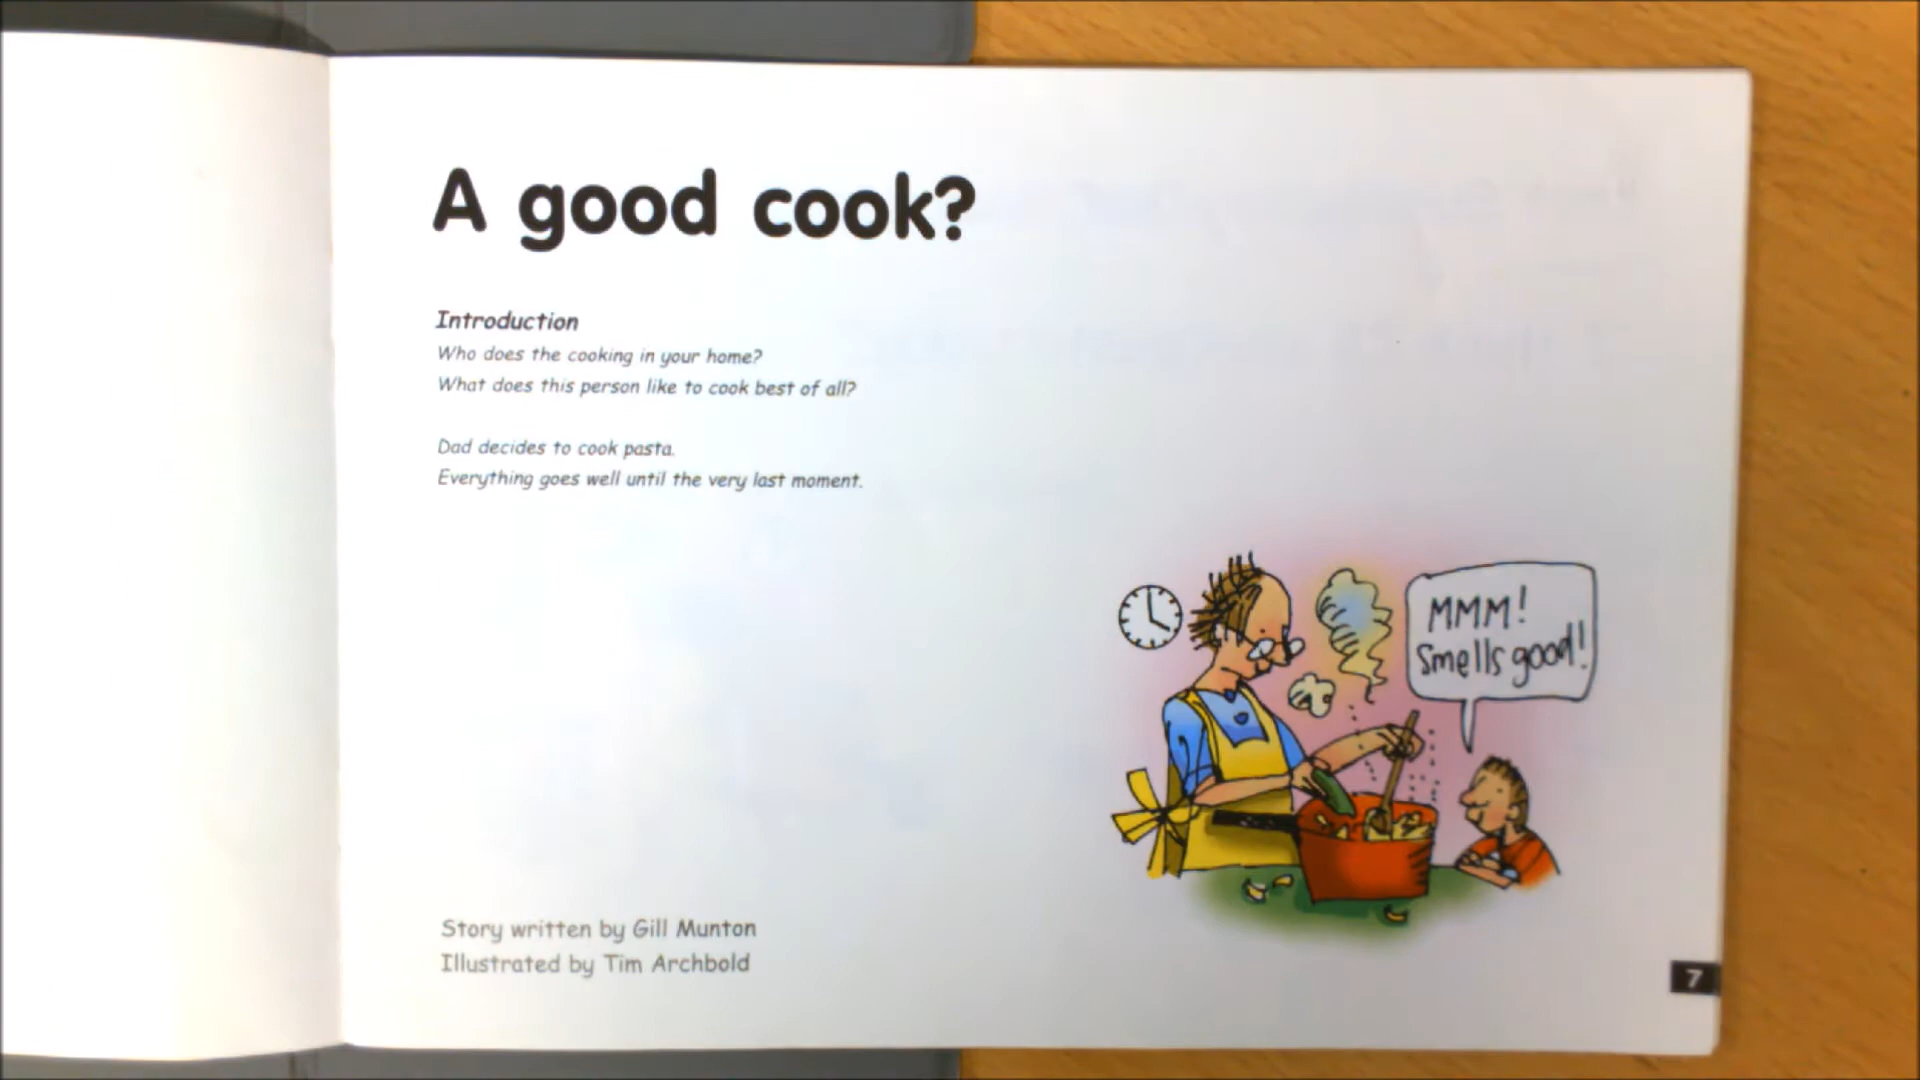 A good cook?
Introduction
Who does the cooking in your home?
What does this person like to cook best of all?
Dad decides to cook pasta.
Everything goes well until the very last moment.
MMM!
Smells good!
Story written by Gill Munton
Illustrated by Tim Archbold
7